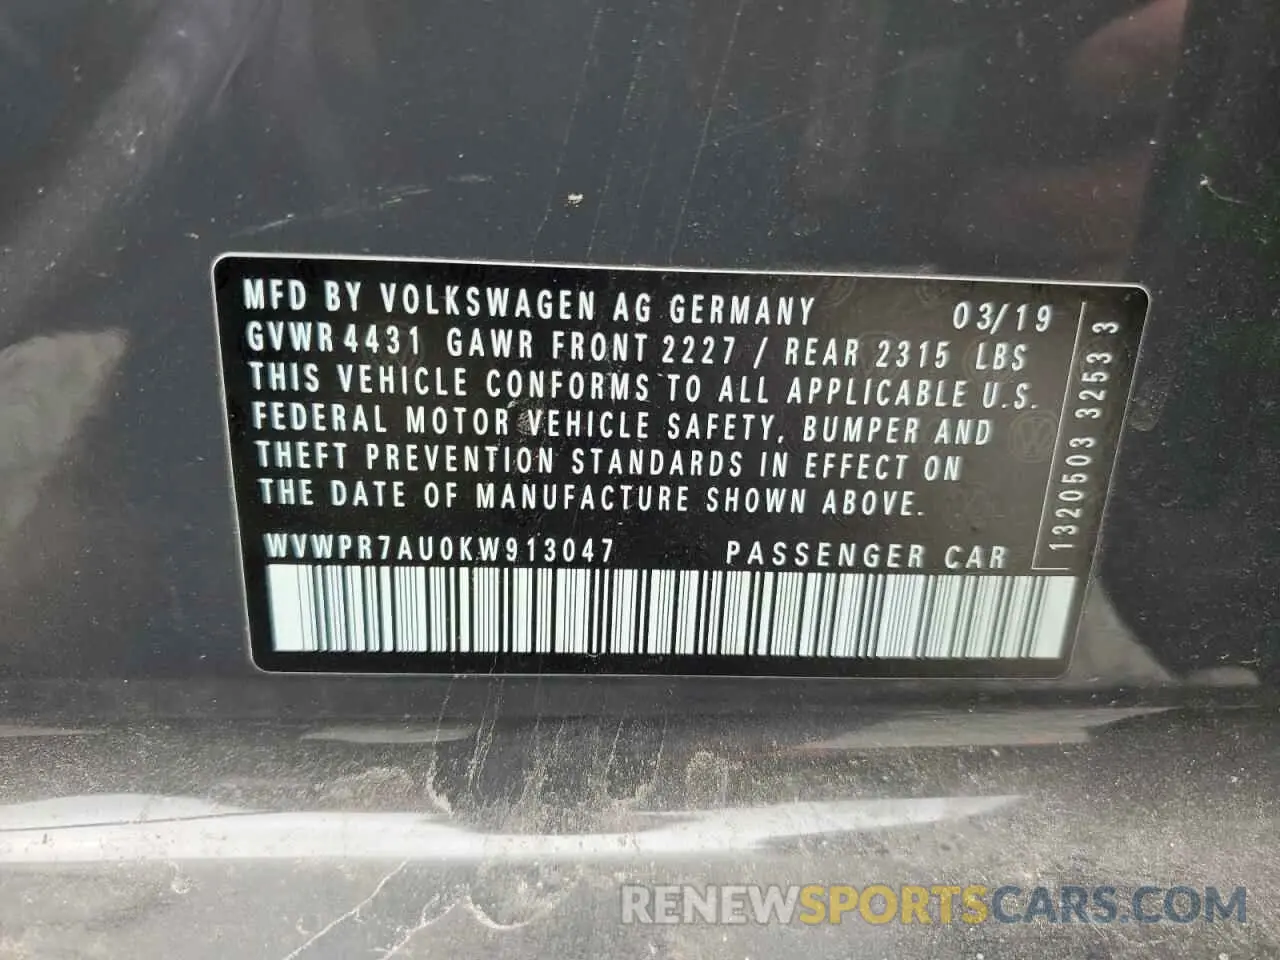 MFD BY VOLKSWAGEN AG GERMANY 03/19
GVWR 4431 GAWR FRONT 2227 / REAR 2315 LBS
THIS VEHICLE CONFORMS TO ALL APPLICABLE U.S.
FEDERAL MOTOR VEHICLE SAFETY, BUMPER AND
THEFT PREVENTION STANDARDS IN EFFECT ON
THE DATE OF MANUFACTURE SHOWN ABOVE.
WVWPR7AU0KW913047 PASSENGER CAR
1320503 3253 3
RENEWSPORTSCARS.COM